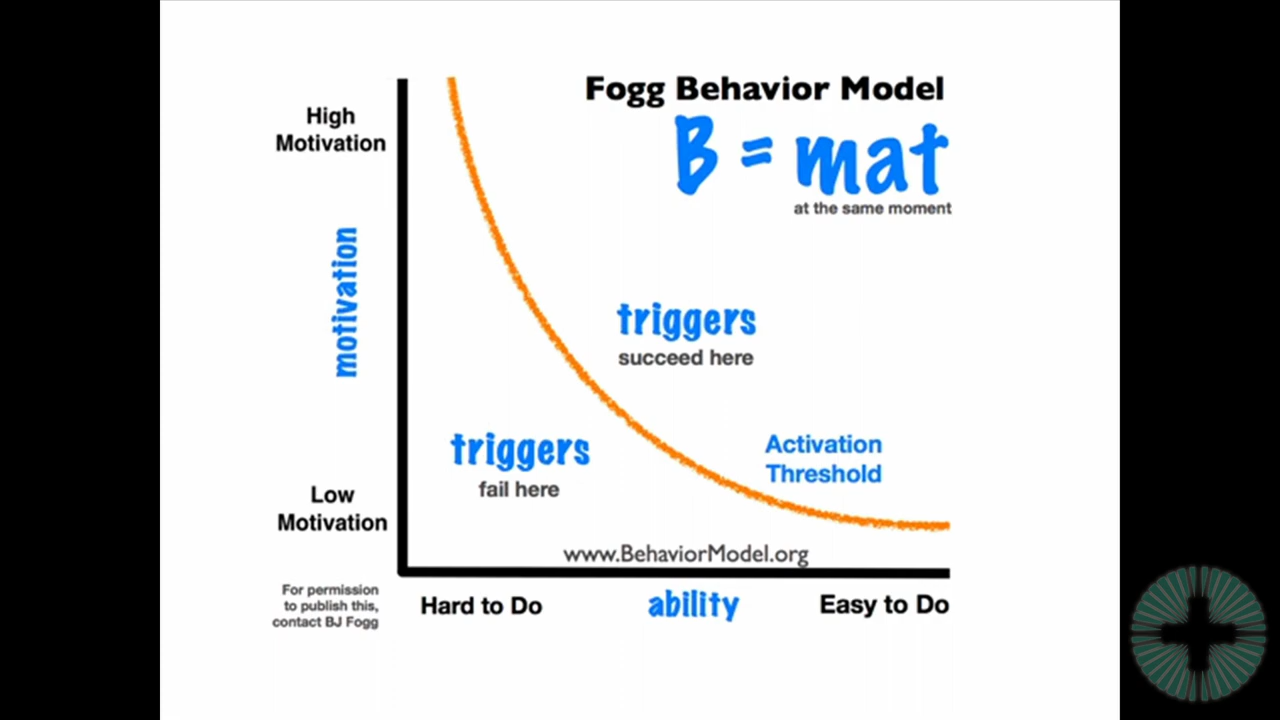 Fogg Behavior Model
B = mat
at the same moment
High
Motivation
motivation
triggers
succeed here
triggers
fail here
Activation
Threshold
Low
Motivation
www.BehaviorModel.org
For permission
to publish this,
contact BJ Fogg
Hard to Do
ability
Easy to Do